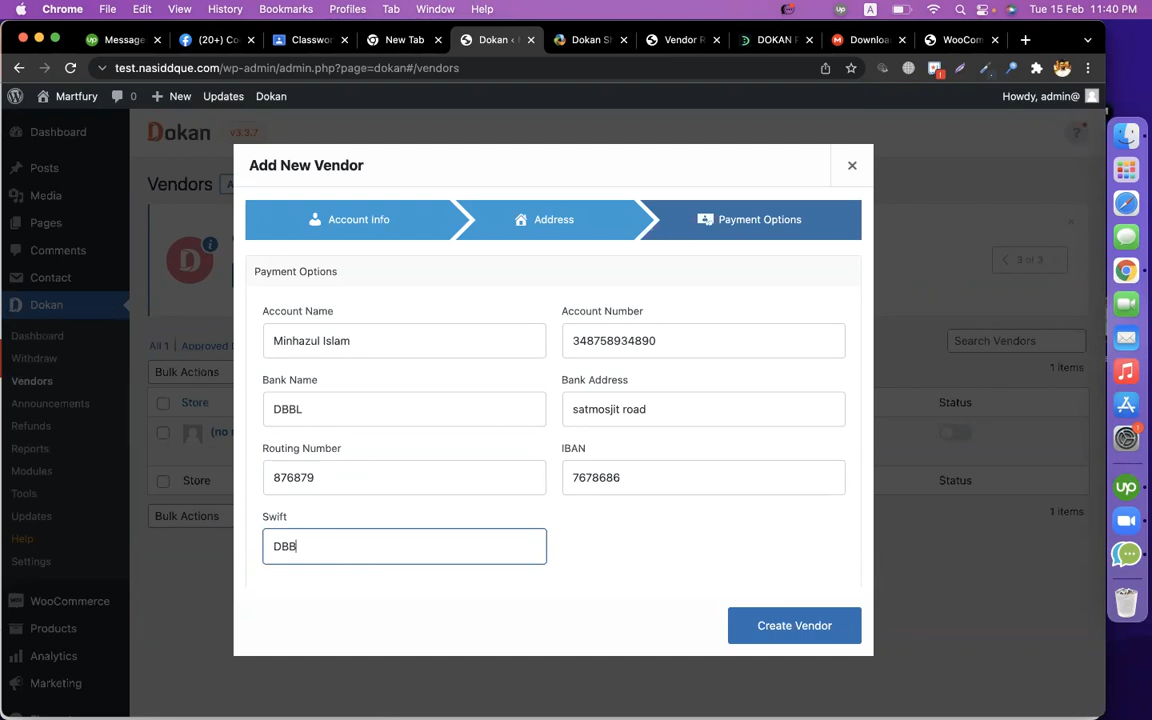 Chrome File Edit View History Bookmarks Profiles Tab Window Help A Tue 15 Feb 11:40 PM
Message (20+) Co Classwor New Tab Dokan ‹ Dokan S Vendor R DOKAN P Downloa WooCom
test.nasiddque.com/wp-admin/admin.php?page=dokan#/vendors
Martfury 0 New Updates Dokan Howdy, admin@
Dashboard
Posts
Media
Pages
Comments
Contact
Dokan
Dashboard
Withdraw
Vendors
Announcements
Refunds
Reports
Modules
Tools
Updates
Help
Settings
WooCommerce
Products
Analytics
Marketing
Dokan v3.3.7 ?
Vendors
3 of 3
All 1 Approved
Search Vendors
Bulk Actions
1 items
Store Status
(no
Store Status
Bulk Actions
1 items
Add New Vendor
Account Info Address Payment Options
Payment Options
Account Name Account Number
Minhazul Islam 348758934890
Bank Name Bank Address
DBBL satmosjit road
Routing Number IBAN
876879 7678686
Swift
DBB
Create Vendor